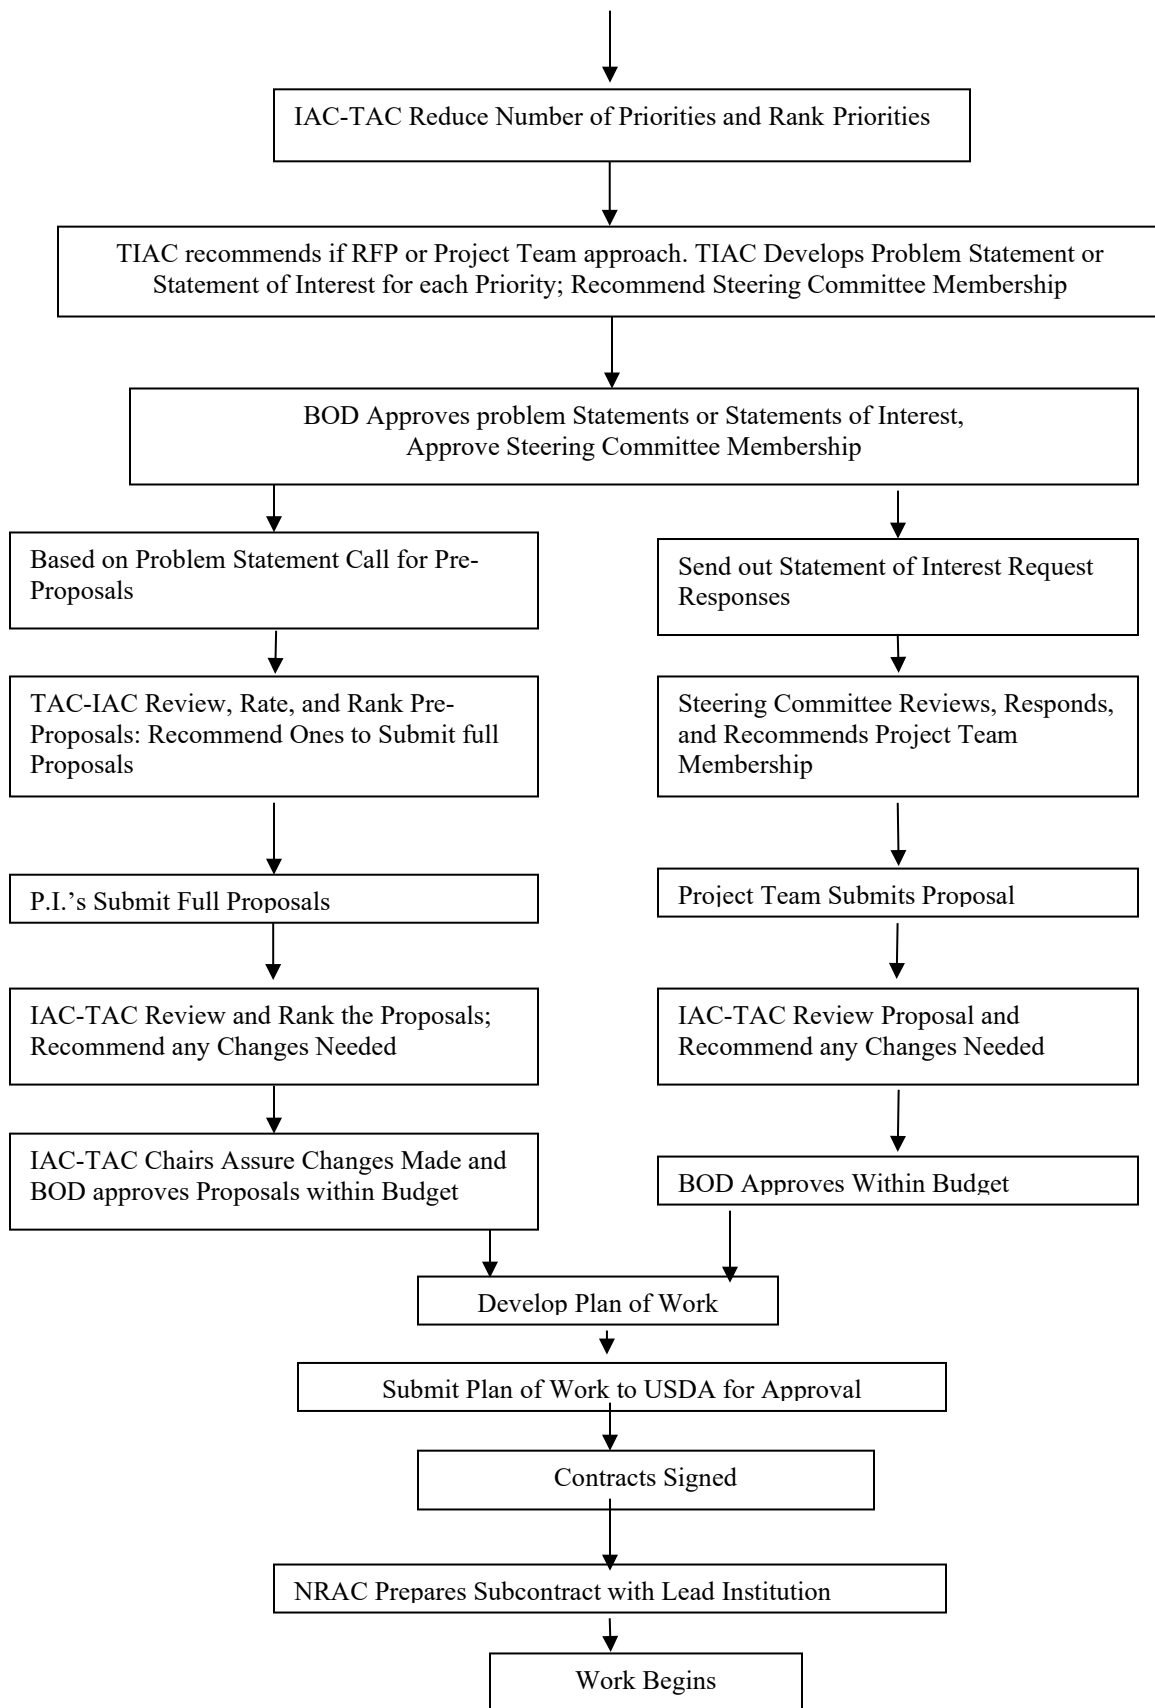 IAC-TAC Reduce Number of Priorities and Rank Priorities
TIAC recommends if RFP or Project Team approach. TIAC Develops Problem Statement or
Statement of Interest for each Priority; Recommend Steering Committee Membership
BOD Approves problem Statements or Statements of Interest,
Approve Steering Committee Membership
Based on Problem Statement Call for Pre-
Proposals
TAC-IAC Review, Rate, and Rank Pre-
Proposals: Recommend Ones to Submit full
Proposals
P.I.’s Submit Full Proposals
IAC-TAC Review and Rank the Proposals;
Recommend any Changes Needed
IAC-TAC Chairs Assure Changes Made and
BOD approves Proposals within Budget
Send out Statement of Interest Request
Responses
Steering Committee Reviews, Responds,
and Recommends Project Team
Membership
Project Team Submits Proposal
IAC-TAC Review Proposal and
Recommend any Changes Needed
BOD Approves Within Budget
Develop Plan of Work
Submit Plan of Work to USDA for Approval
Contracts Signed
NRAC Prepares Subcontract with Lead Institution
Work Begins